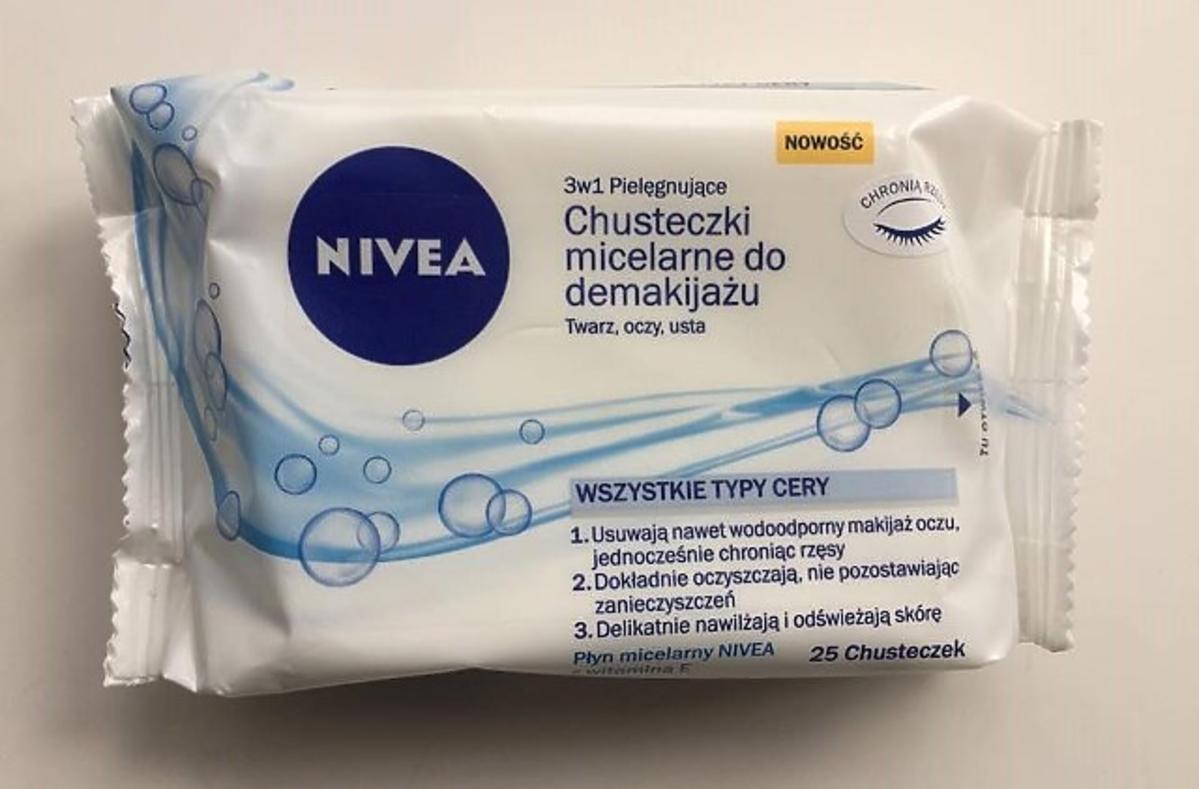 NOWOŚĆ
NIVEA
3w1 Pielęgnujące
Chusteczki
micelarne do
demakijażu
Twarz, oczy, usta
CHRONIĄ
WSZYSTKIE TYPY CERY
1. Usuwają nawet wodoodporny makijaż oczu,
jednocześnie chroniąc rzęsy
2. Dokładnie oczyszczają, nie pozostawiając
zanieczyszczeń
3. Delikatnie nawilżają i odświeżają skórę
Płyn micelarny NIVEA
z witaminą E
25 Chusteczek